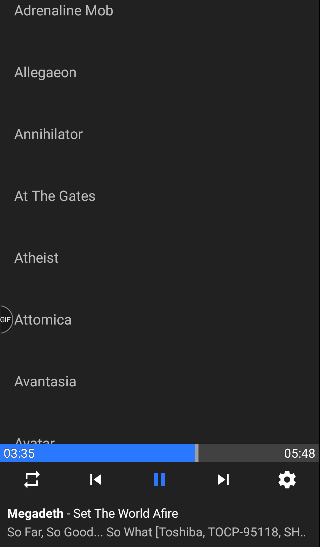 Adrenaline Mob
Allegaeon
Annihilator
At The Gates
Atheist
GIF
Attomica
Avantasia
Avatar
03:35
05:48
Megadeth - Set The World Afire
So Far, So Good... So What [Toshiba, TOCP-95118, SH..